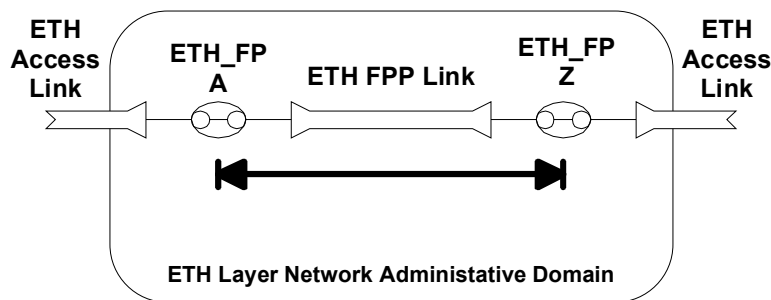 ETH
Access
Link
ETH_FP
A
ETH FPP Link
ETH_FP
Z
ETH
Access
Link
ETH Layer Network Administative Domain